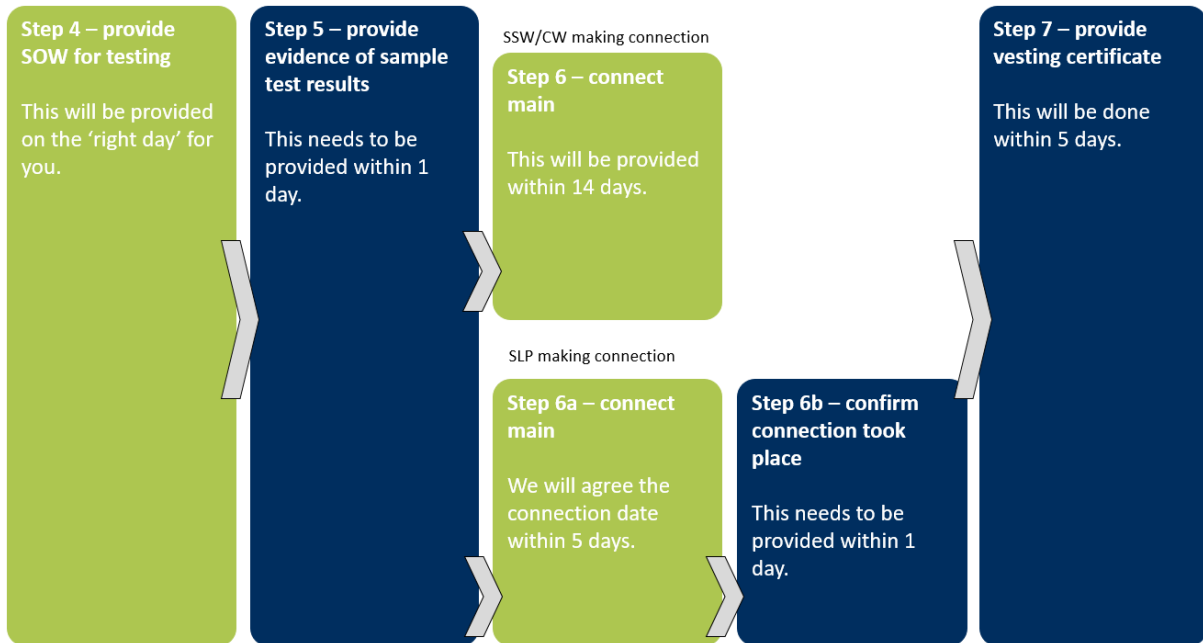 Step 4 – provide
SOW for testing
This will be provided
on the ‘right day’ for
you.
Step 5 – provide
evidence of sample
test results
This needs to be
provided within 1
day.
SSW/CW making connection
Step 6 – connect
main
This will be provided
within 14 days.
SLP making connection
Step 6a – connect
main
We will agree the
connection date
within 5 days.
Step 6b – confirm
connection took
place
This needs to be
provided within 1
day.
Step 7 – provide
vesting certificate
This will be done
within 5 days.